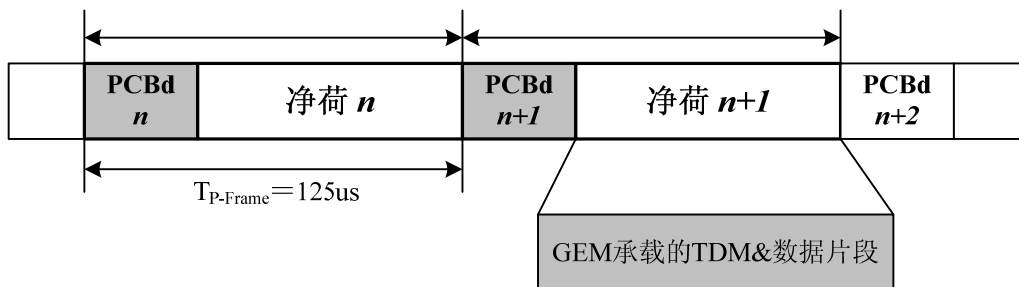 PCBd
n
净荷 n
PCBd
n+1
净荷 n+1
PCBd
n+2
TP-Frame＝125us
GEM承载的TDM&数据片段